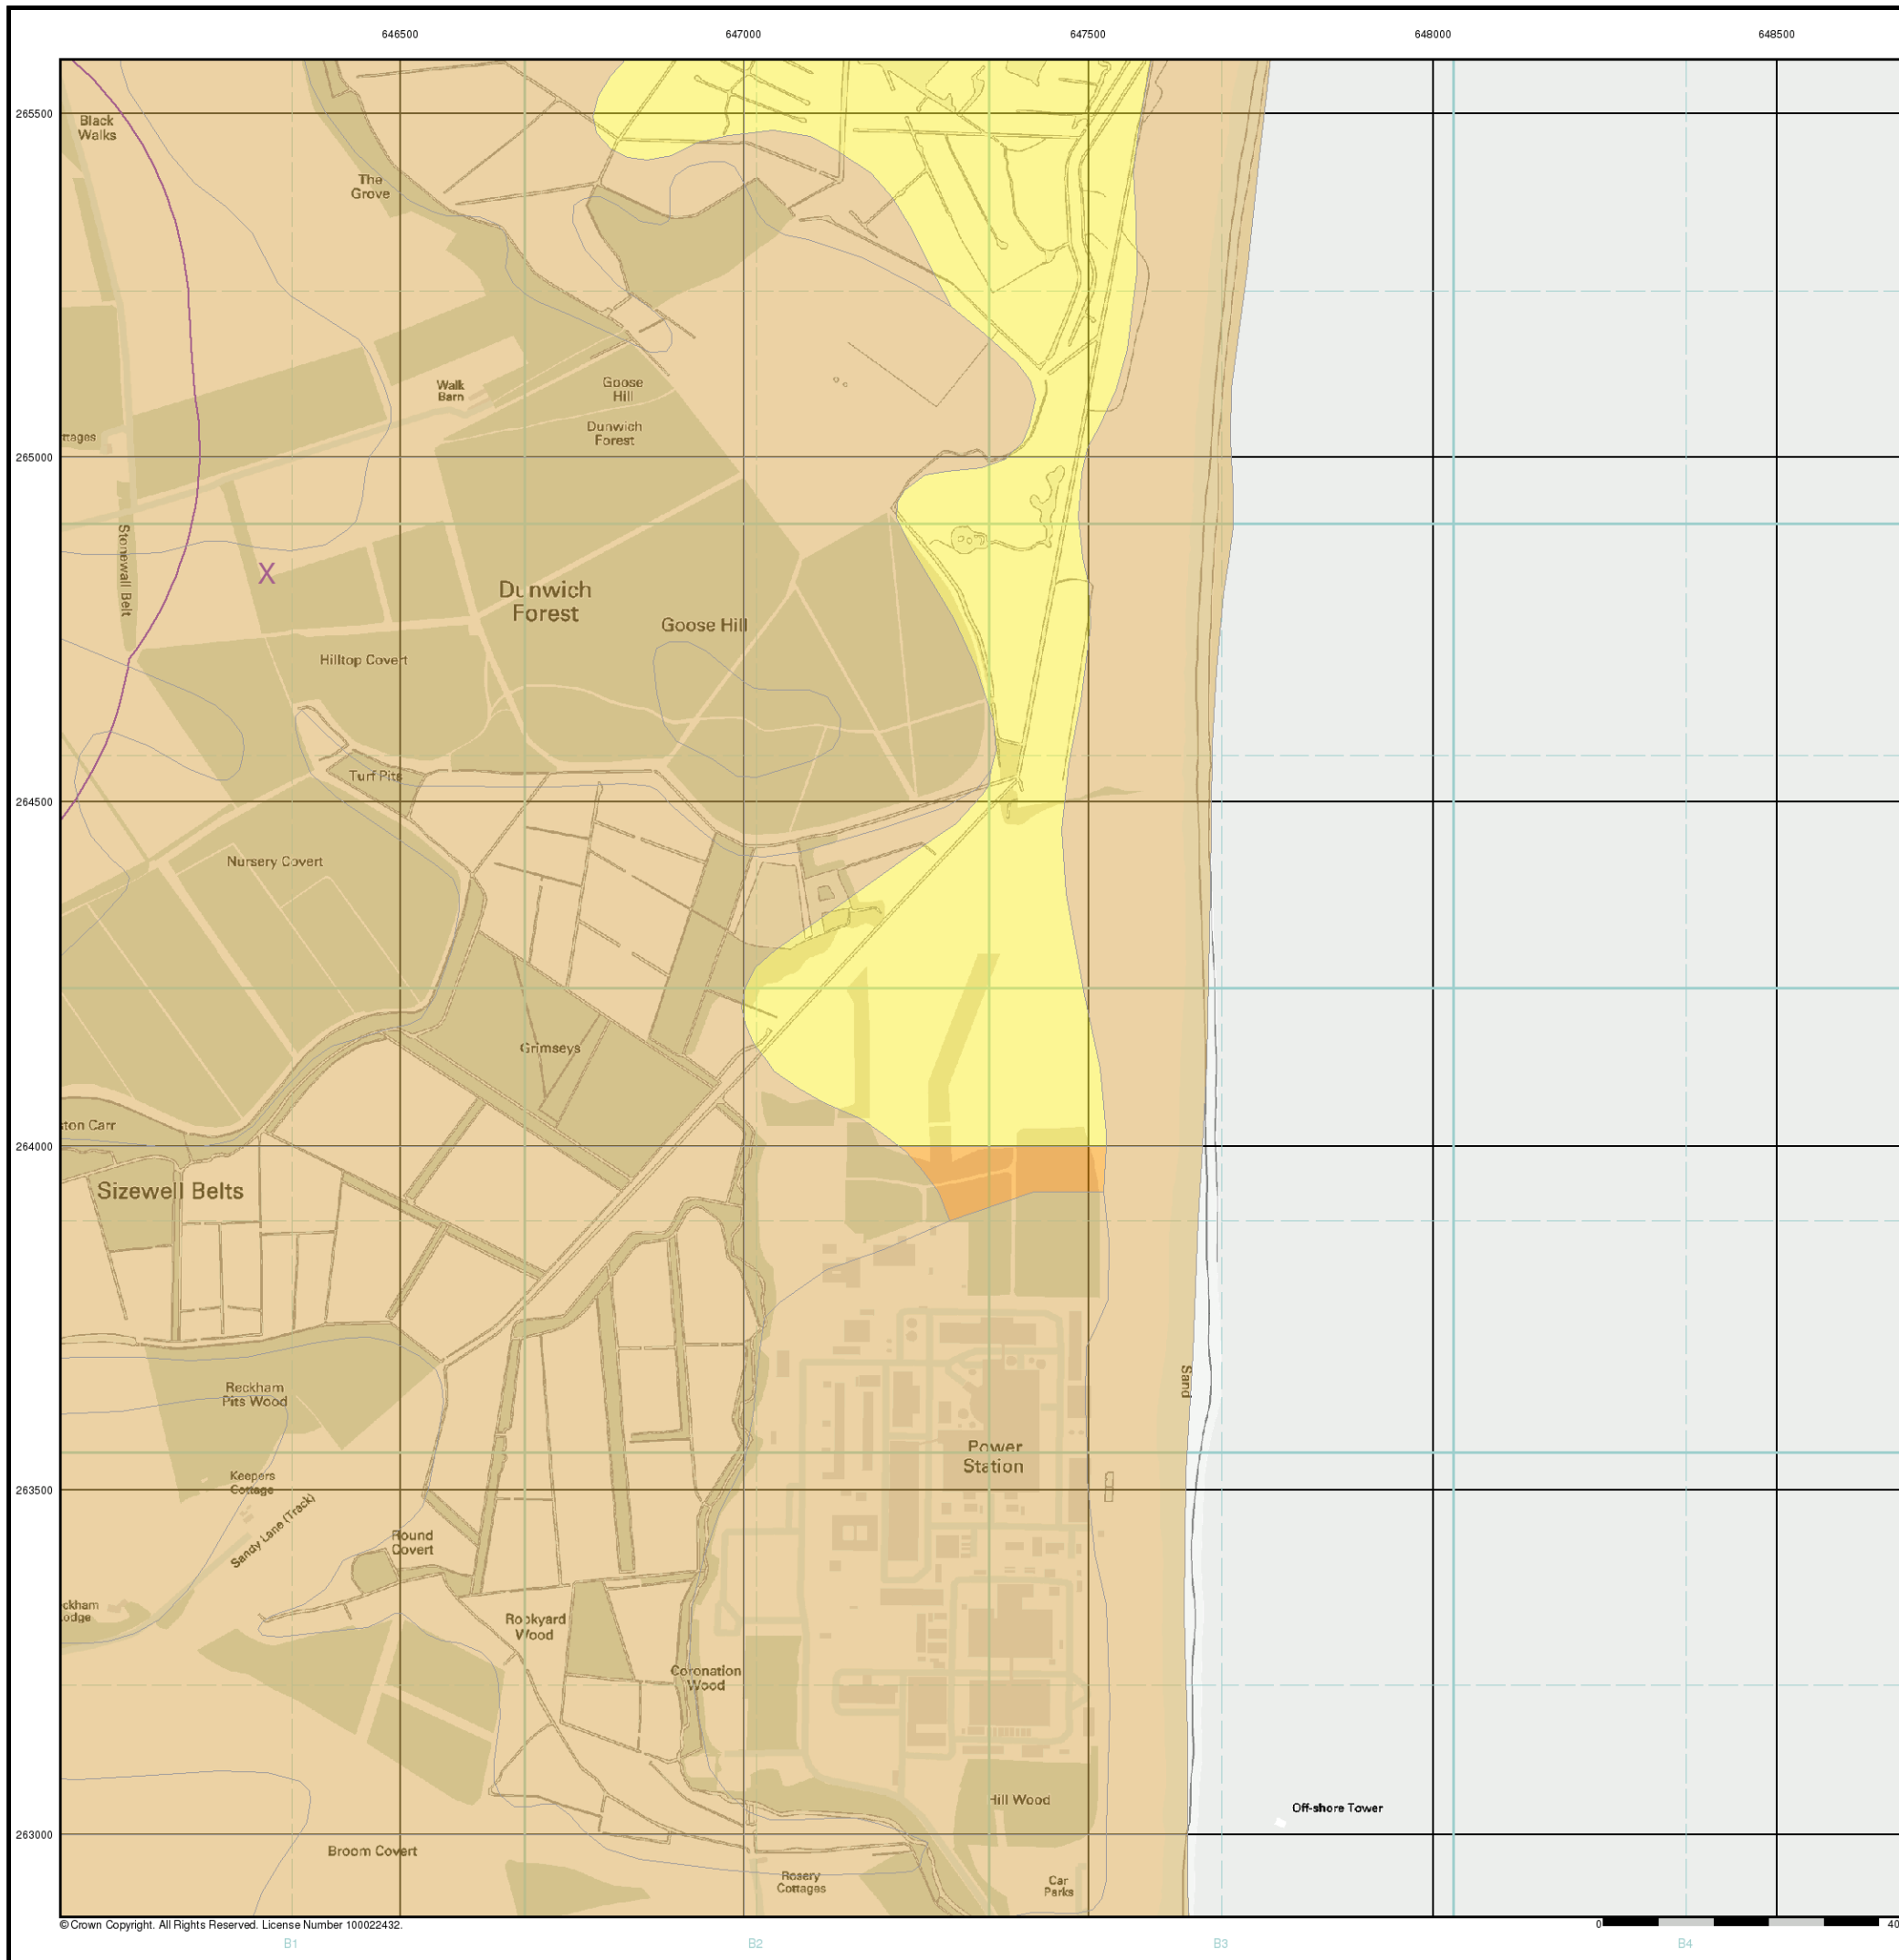 646500
647000
647500
648000
648500
265500
Black
Walks
The
Grove
Walk
Barn
Goose
Hill
Dunwich
Forest
ttages
265000
Stonewall Belt
X
Dunwich
Forest
Goose Hill
Hilltop Covert
Turf Pits
264500
Nursery Covert
Grimseys
ston Carr
264000
Sizewell Belts
Sand
Reckham
Pits Wood
Power
Station
Keepers
Cottage
263500
Sandy Lane (Track)
Round
Covert
ckham
odge
Rookyard
Wood
Coronation
Wood
Hill Wood
Off-shore Tower
263000
Broom Covert
Rosery
Cottages
Car
Parks
© Crown Copyright. All Rights Reserved. License Number 100022432.
0
40
B1
B2
B3
B4